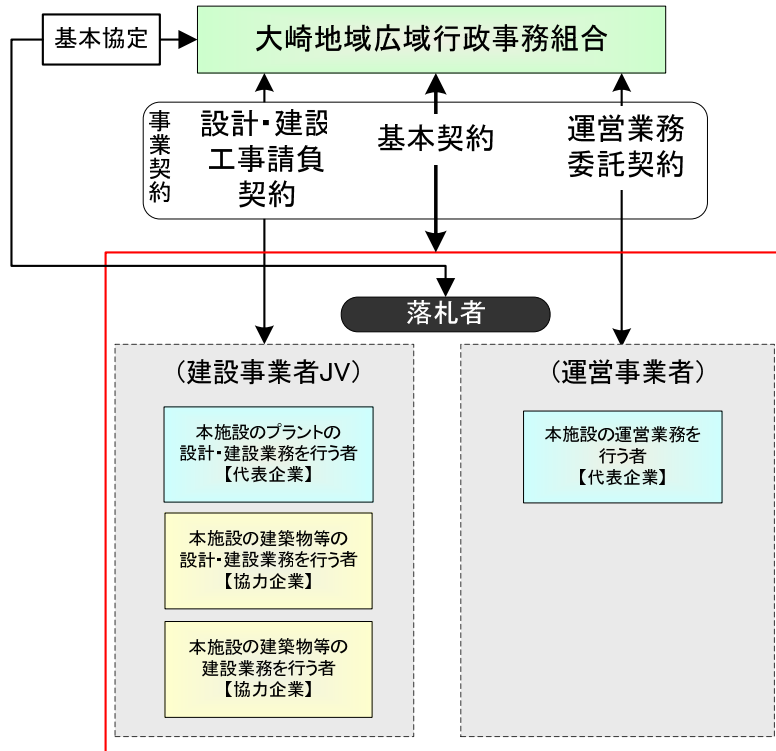 基本協定
大崎地域広域行政事務組合
事業契約
設計・建設
工事請負
契約
基本契約
運営業務
委託契約
落札者
（建設事業者JV）
本施設のプラントの
設計・建設業務を行う者
【代表企業】
本施設の建築物等の
設計・建設業務を行う者
【協力企業】
本施設の建築物等の
建設業務を行う者
【協力企業】
（運営事業者）
本施設の運営業務を
行う者
【代表企業】